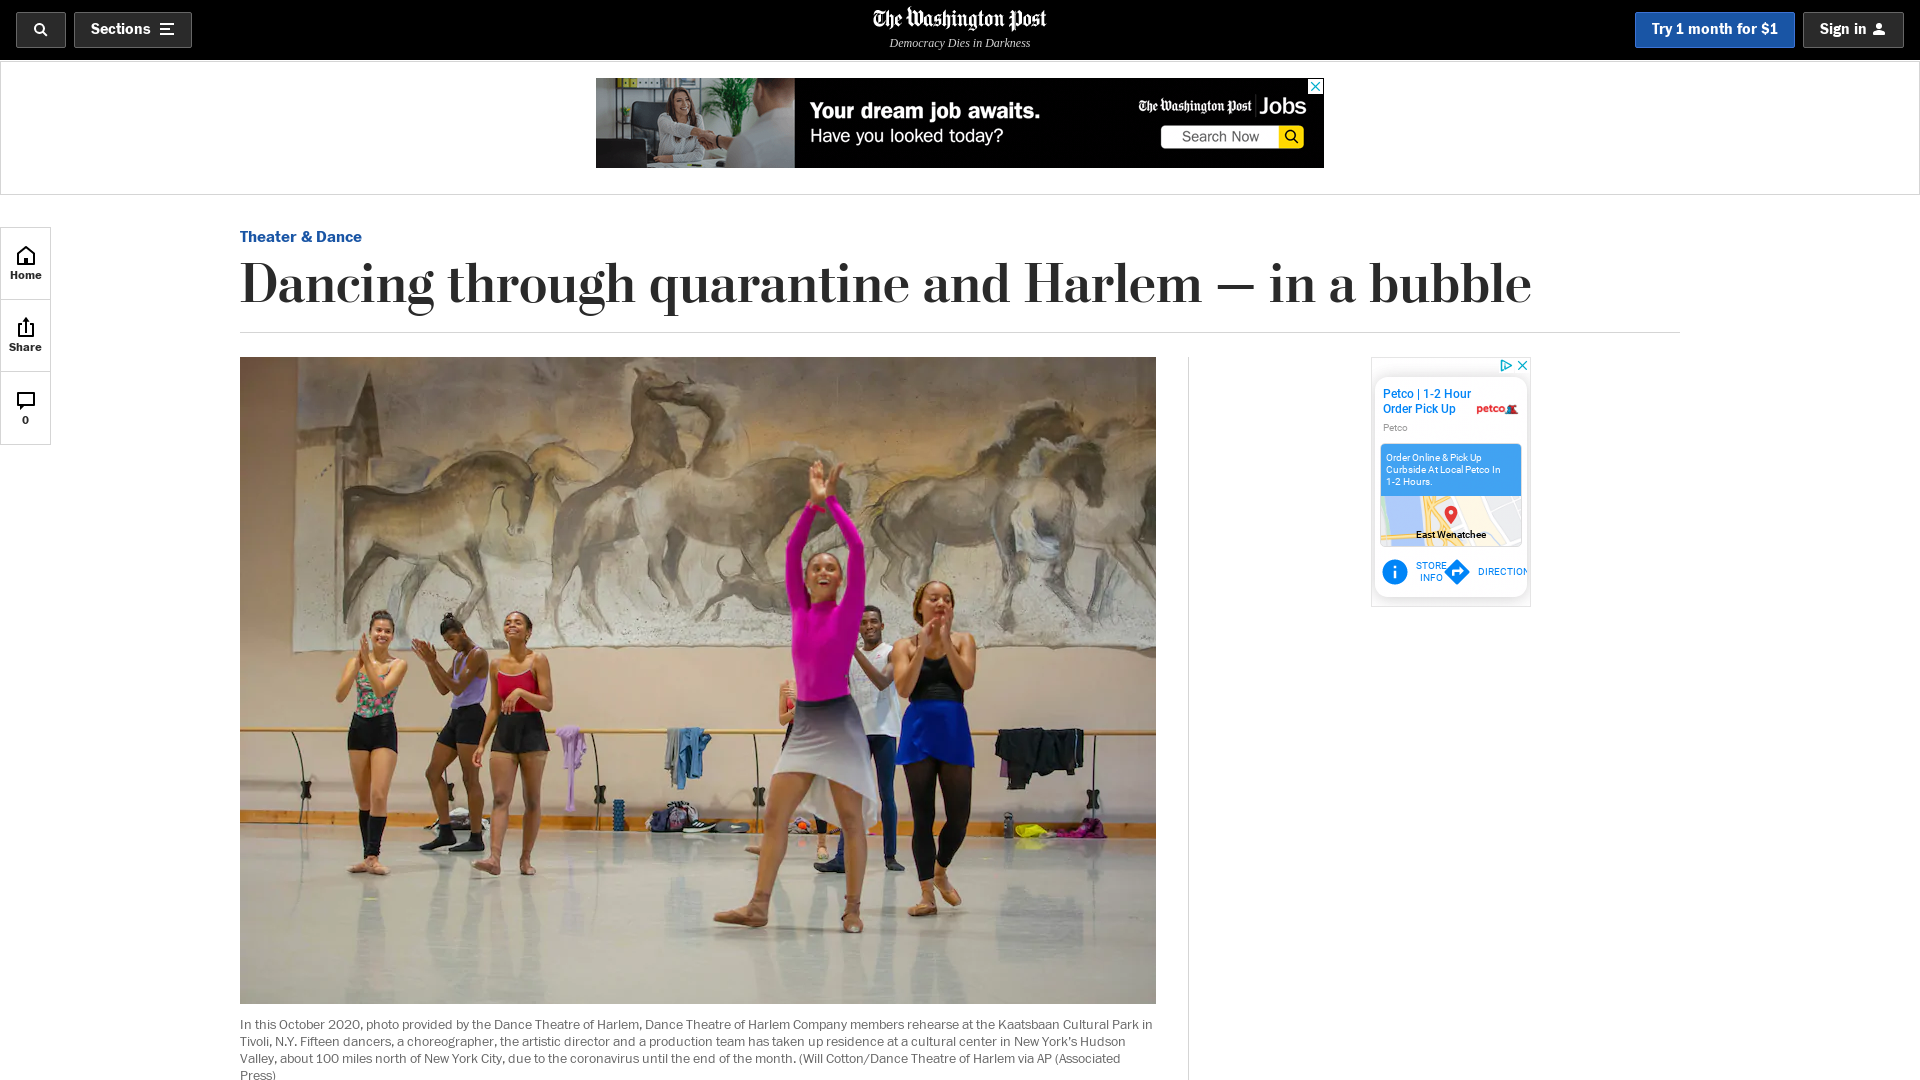 Sections
The Washington Post
Democracy Dies in Darkness
Try 1 month for $1
Sign in
Your dream job awaits.
Have you looked today?
The Washington Post Jobs
Search Now
Home
Share
0
Theater & Dance
Dancing through quarantine and Harlem — in a bubble
Petco | 1-2 Hour
Order Pick Up
petco
Petco
Order Online & Pick Up
Curbside At Local Petco In
1-2 Hours.
East Wenatchee
STORE
INFO
DIRECTION
In this October 2020, photo provided by the Dance Theatre of Harlem, Dance Theatre of Harlem Company members rehearse at the Kaatsbaan Cultural Park in
Tivoli, N.Y. Fifteen dancers, a choreographer, the artistic director and a production team has taken up residence at a cultural center in New York’s Hudson
Valley, about 100 miles north of New York City, due to the coronavirus until the end of the month. (Will Cotton/Dance Theatre of Harlem via AP (Associated
Press)